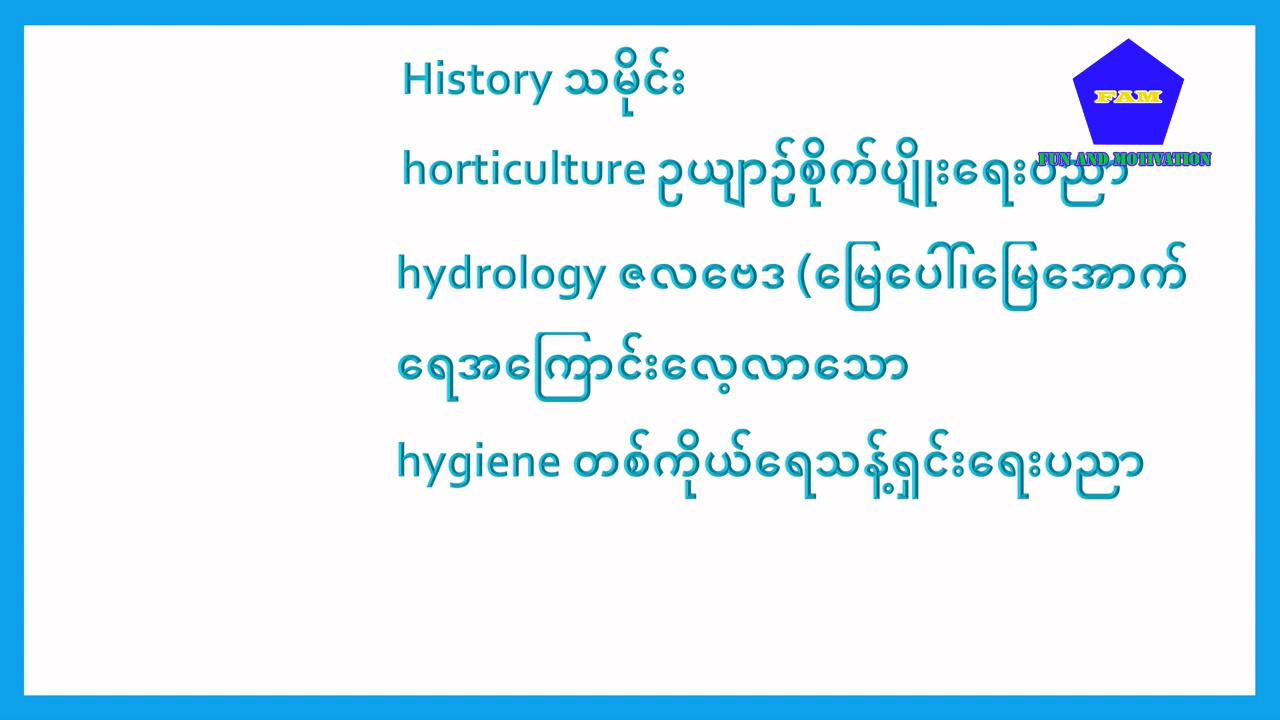 History သမိုင်း
FAM
FUN AND MOTIVATION
horticulture ဥယျာဉ်စိုက်ပျိုးရေးပညာ
hydrology ဇလဗေဒ (မြေပေါ်၊မြေအောက်
ရေအကြောင်းလေ့လာသော
hygiene တစ်ကိုယ်ရေသန့်ရှင်းရေးပညာ